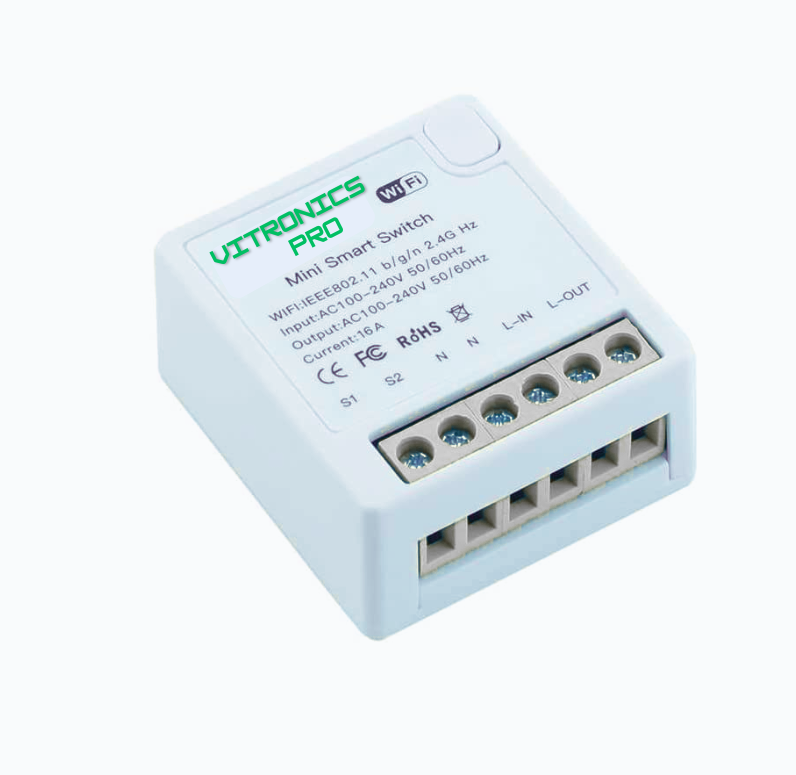 VITRONICS
PRO
WiFi
Mini Smart Switch
WIFI:IEEE802.11 b/g/n 2.4G Hz
Input:AC100-240V 50/60Hz
Output:AC100-240V 50/60Hz
Current:16A
CE FC RoHS
S1 S2 N N L-IN L-OUT